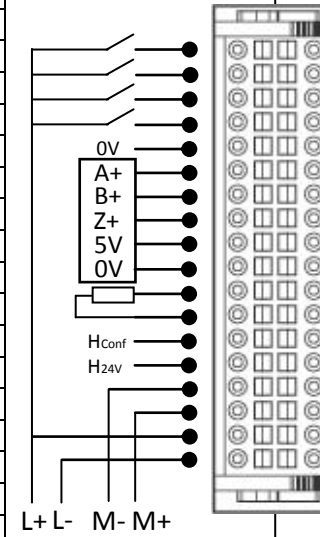 0V
A+
B+
Z+
5V
0V
HConf
H24V
L+ L- M- M+